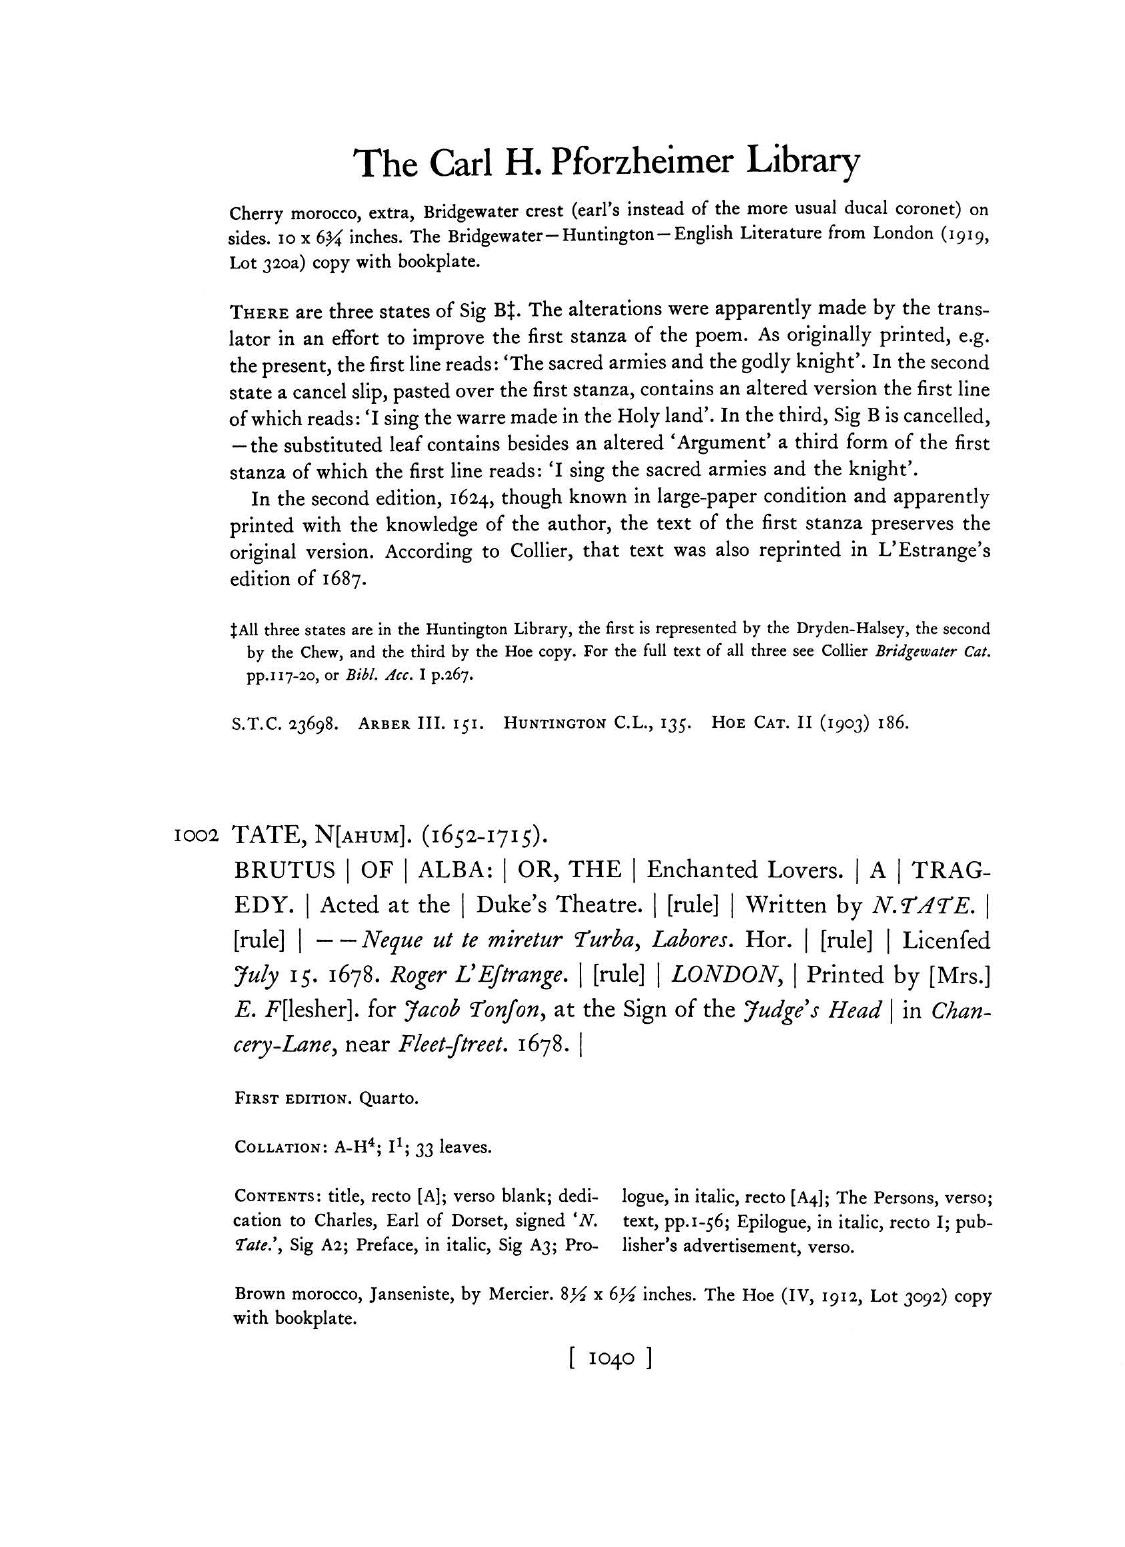 The Carl H. Pforzheimer Library
Cherry morocco, extra, Bridgewater crest (earl's instead of the more usual ducal coronet) on
sides. 10 x 6¾ inches. The Bridgewater—Huntington—English Literature from London (1919,
Lot 320a) copy with bookplate.
THERE are three states of Sig B‡. The alterations were apparently made by the trans-
lator in an effort to improve the first stanza of the poem. As originally printed, e.g.
the present, the first line reads: 'The sacred armies and the godly knight'. In the second
state a cancel slip, pasted over the first stanza, contains an altered version the first line
of which reads: 'I sing the warre made in the Holy land'. In the third, Sig B is cancelled,
—the substituted leaf contains besides an altered 'Argument' a third form of the first
stanza of which the first line reads: 'I sing the sacred armies and the knight'.
In the second edition, 1624, though known in large-paper condition and apparently
printed with the knowledge of the author, the text of the first stanza preserves the
original version. According to Collier, that text was also reprinted in L'Estrange's
edition of 1687.
‡All three states are in the Huntington Library, the first is represented by the Dryden-Halsey, the second
by the Chew, and the third by the Hoe copy. For the full text of all three see Collier Bridgewater Cat.
pp.117-20, or Bibl. Acc. I p.267.
S.T.C. 23698. ARBER III. 151. HUNTINGTON C.L., 135. HOE CAT. II (1903) 186.
1002 TATE, N[AHUM]. (1652-1715).
BRUTUS | OF | ALBA: | OR, THE | Enchanted Lovers. | A | TRAG-
EDY. | Acted at the | Duke's Theatre. | [rule] | Written by N.TATE. |
[rule] | — — Neque ut te miretur Turba, Labores. Hor. | [rule] | Licenſed
July 15. 1678. Roger L'Eſtrange. | [rule] | LONDON, | Printed by [Mrs.]
E. F[lesher]. for Jacob Tonſon, at the Sign of the Judge's Head | in Chan-
cery-Lane, near Fleet-ſtreet. 1678. |
FIRST EDITION. Quarto.
COLLATION: A-H⁴; I¹; 33 leaves.
CONTENTS: title, recto [A]; verso blank; dedi-
cation to Charles, Earl of Dorset, signed 'N.
Tate.', Sig A2; Preface, in italic, Sig A3; Pro-
logue, in italic, recto [A4]; The Persons, verso;
text, pp.1-56; Epilogue, in italic, recto I; pub-
lisher's advertisement, verso.
Brown morocco, Janseniste, by Mercier. 8½ x 6½ inches. The Hoe (IV, 1912, Lot 3092) copy
with bookplate.
[ 1040 ]